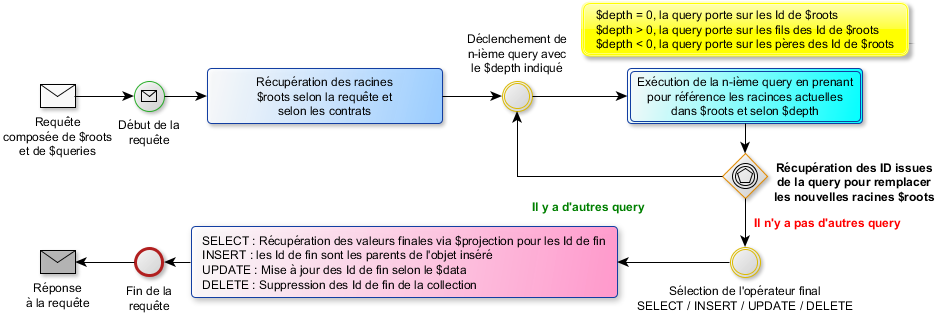 $depth = 0, la query porte sur les Id de $roots
$depth > 0, la query porte sur les fils des Id de $roots
$depth < 0, la query porte sur les pères des Id de $roots
Déclenchement de
n-ième query avec
le $depth indiqué
Récupération des racines
$roots selon la requête et
selon les contrats
Exécution de la n-ième query en prenant
pour référence les racinces actuelles
dans $roots et selon $depth
Requête
composée de $roots
et de $queries
Début de la
requête
Récupération des ID issues
de la query pour remplacer
les nouvelles racines $roots
Il y a d'autres query
Il n'y a pas d'autres query
SELECT : Récupération des valeurs finales via $projection pour les Id de fin
INSERT : les Id de fin sont les parents de l'objet inséré
UPDATE : Mise à jour des Id de fin selon le $data
DELETE : Suppression des Id de fin de la collection
Réponse
à la requête
Fin de la
requête
Sélection de l'opérateur final
SELECT / INSERT / UPDATE / DELETE